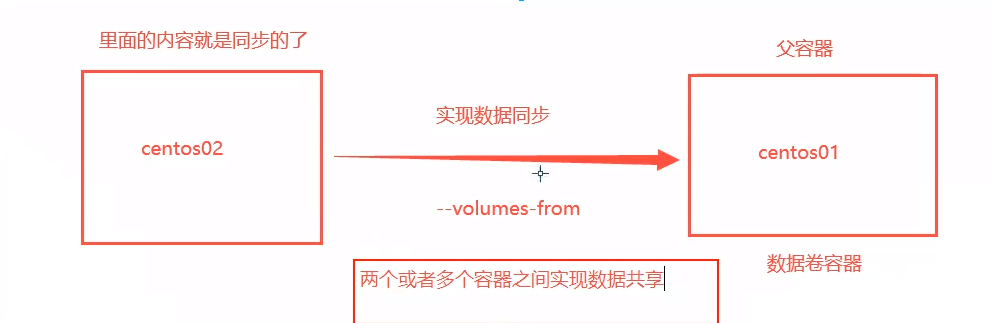 里面的内容就是同步的了
父容器
实现数据同步
centos02
centos01
--volumes-from
数据卷容器
两个或者多个容器之间实现数据共享